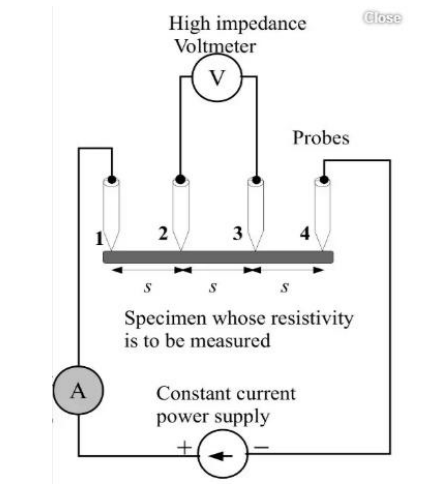 Close
High impedance
Voltmeter
V
Probes
1
2
3
4
s
s
s
Specimen whose resistivity
is to be measured
A
Constant current
power supply
+
−